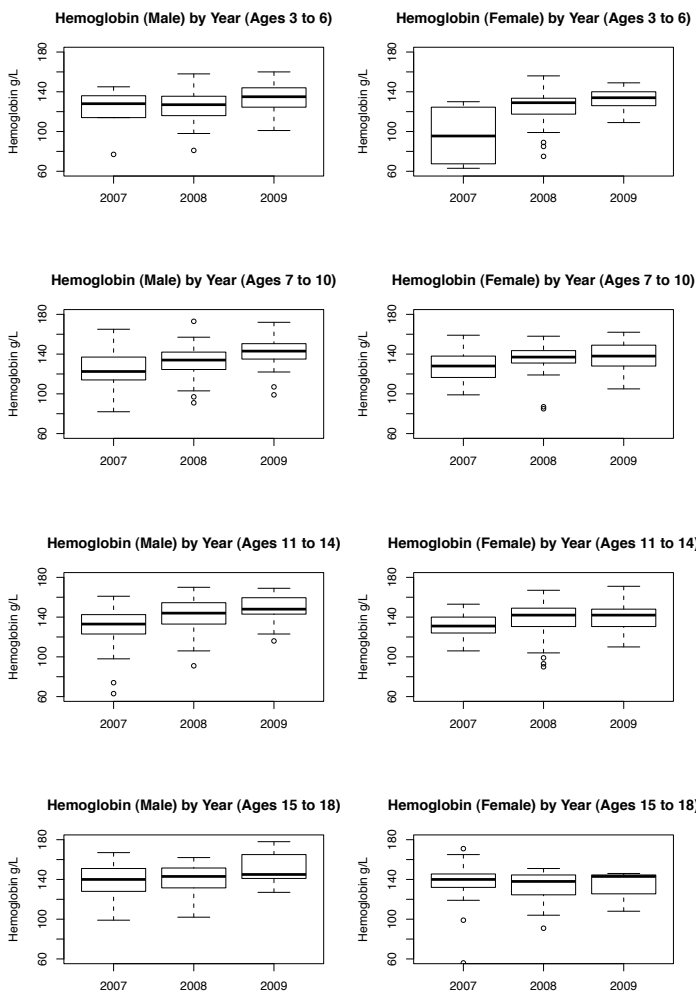 Hemoglobin (Male) by Year (Ages 3 to 6)
Hemoglobin g/L
60 100 140 180
2007 2008 2009
Hemoglobin (Female) by Year (Ages 3 to 6)
Hemoglobin g/L
60 100 140 180
2007 2008 2009
Hemoglobin (Male) by Year (Ages 7 to 10)
Hemoglobin g/L
60 100 140 180
2007 2008 2009
Hemoglobin (Female) by Year (Ages 7 to 10)
Hemoglobin g/L
60 100 140 180
2007 2008 2009
Hemoglobin (Male) by Year (Ages 11 to 14)
Hemoglobin g/L
60 100 140 180
2007 2008 2009
Hemoglobin (Female) by Year (Ages 11 to 14)
Hemoglobin g/L
60 100 140 180
2007 2008 2009
Hemoglobin (Male) by Year (Ages 15 to 18)
Hemoglobin g/L
60 100 140 180
2007 2008 2009
Hemoglobin (Female) by Year (Ages 15 to 18)
Hemoglobin g/L
60 100 140 180
2007 2008 2009